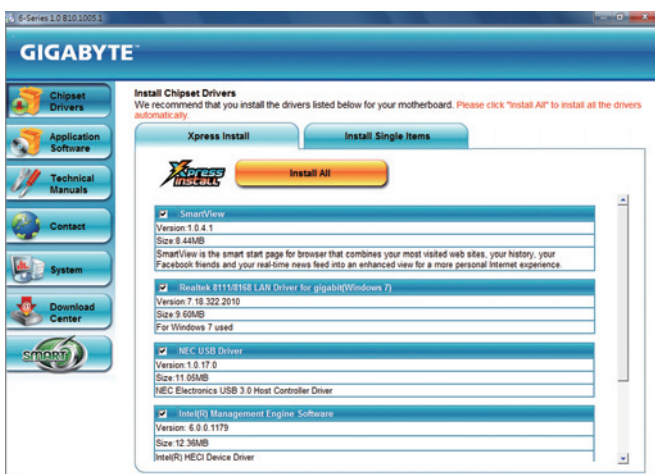 6-Series 1.0 B10.1005.1
GIGABYTE™
Chipset
Drivers
Application
Software
Technical
Manuals
Contact
System
Download
Center
SMART6
Install Chipset Drivers
We recommend that you install the drivers listed below for your motherboard. Please click "Install All" to install all the drivers
automatically.
Xpress Install
Install Single Items
Xpress
INSTALL
Install All
SmartView
Version:1.0.4.1
Size:8.44MB
SmartView is the smart start page for browser that combines your most visited web sites, your history, your
Facebook friends and your real-time news feed into an enhanced view for a more personal Internet experience.
Realtek 8111/8168 LAN Driver for gigabit(Windows 7)
Version:7.18.322.2010
Size:9.60MB
For Windows 7 used
NEC USB Driver
Version:1.0.17.0
Size:11.05MB
NEC Electronics USB 3.0 Host Controller Driver
Intel(R) Management Engine Software
Version: 6.0.0.1179
Size:12.36MB
Intel(R) HECI Device Driver